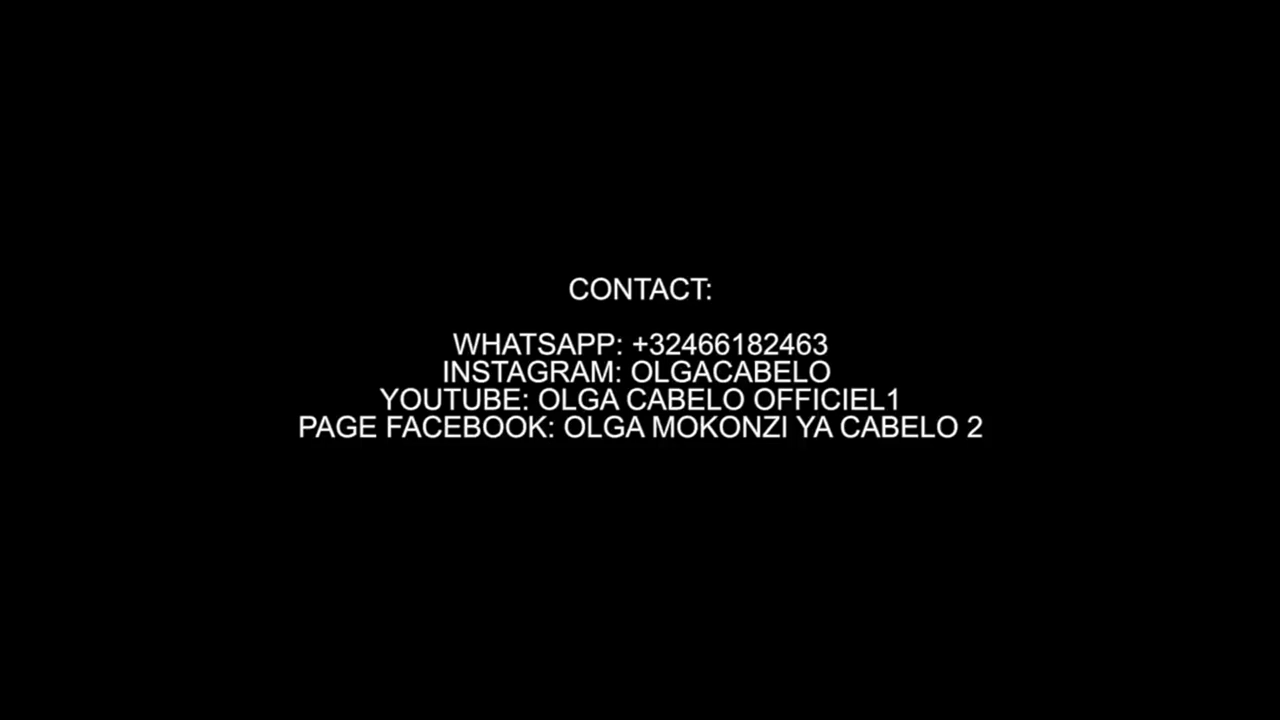 CONTACT:
WHATSAPP: +32466182463
INSTAGRAM: OLGACABELO
YOUTUBE: OLGA CABELO OFFICIEL1
PAGE FACEBOOK: OLGA MOKONZI YA CABELO 2